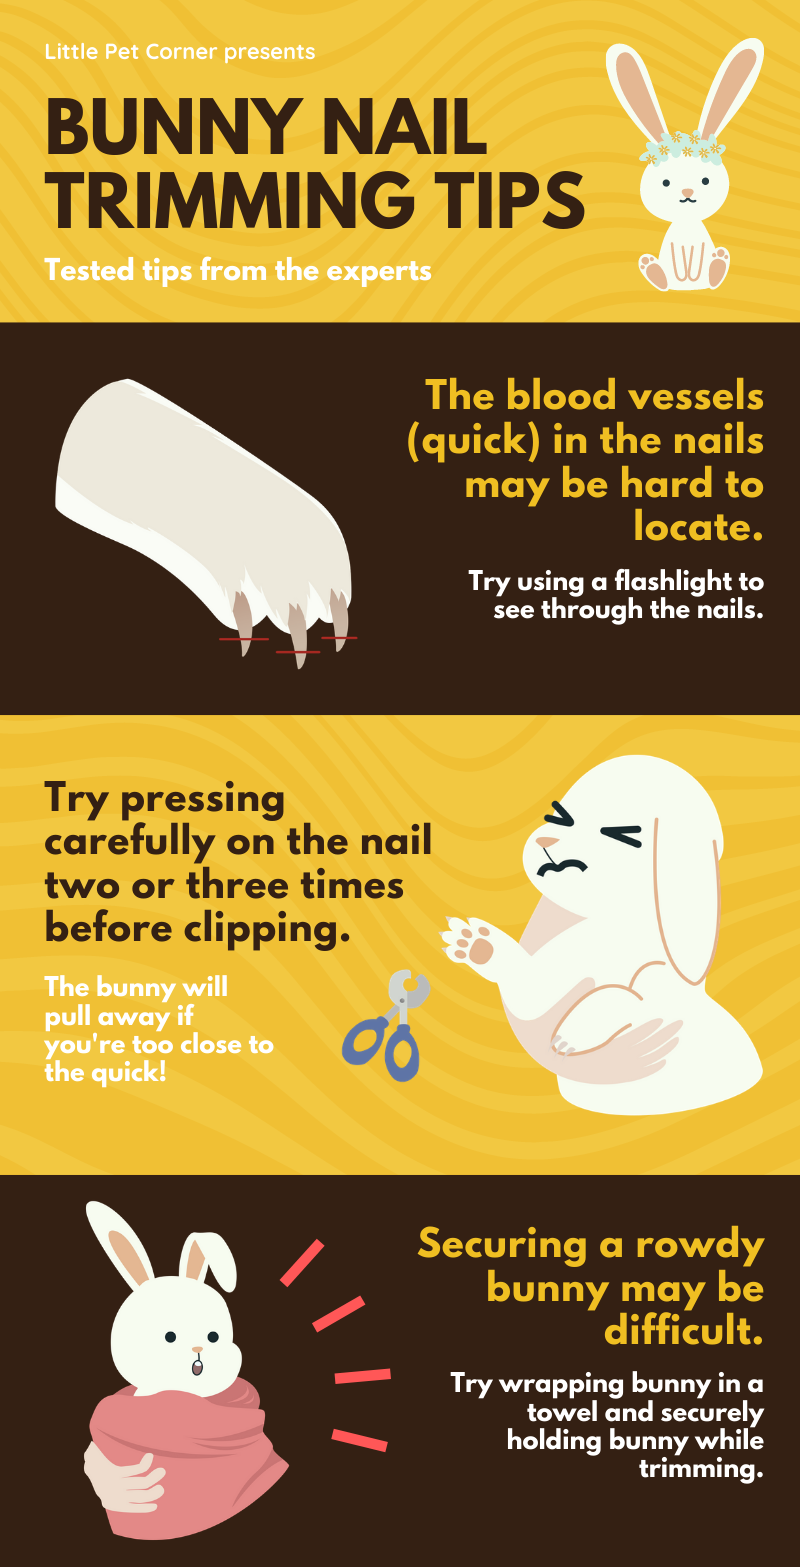 Little Pet Corner presents
BUNNY NAIL
TRIMMING TIPS
Tested tips from the experts
The blood vessels
(quick) in the nails
may be hard to
locate.
Try using a flashlight to
see through the nails.
Try pressing
carefully on the nail
two or three times
before clipping.
The bunny will
pull away if
you're too close to
the quick!
Securing a rowdy
bunny may be
difficult.
Try wrapping bunny in a
towel and securely
holding bunny while
trimming.